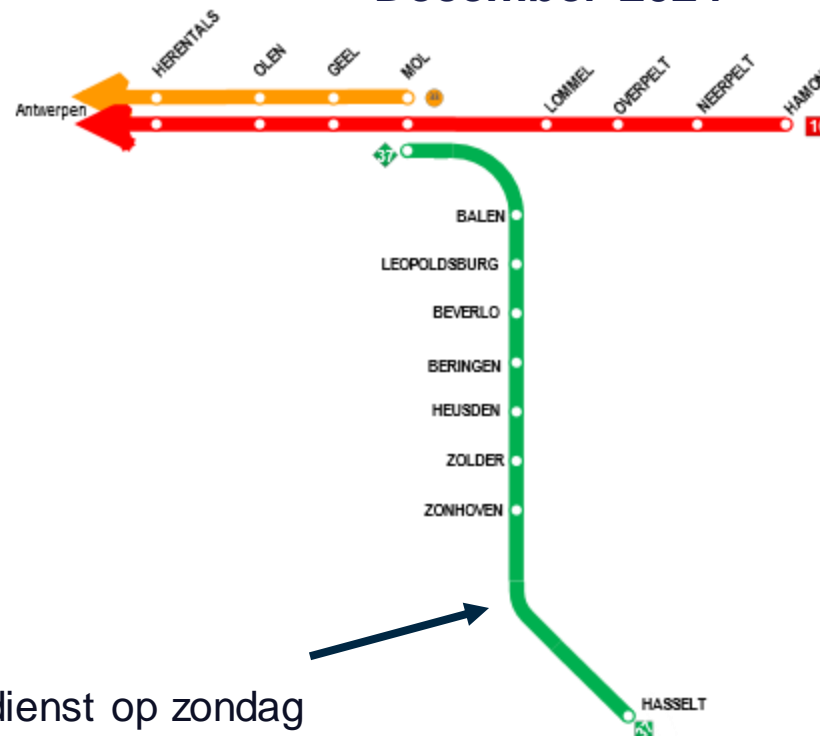 HERENTALS
OLEN
GEEL
MOL
LOMMEL
OVERPELT
NEERPELT
Antwerpen
37
BALEN
LEOPOLDSBURG
BEVERLO
BERINGEN
HEUSDEN
ZOLDER
ZONHOVEN
dienst op zondag
HASSELT